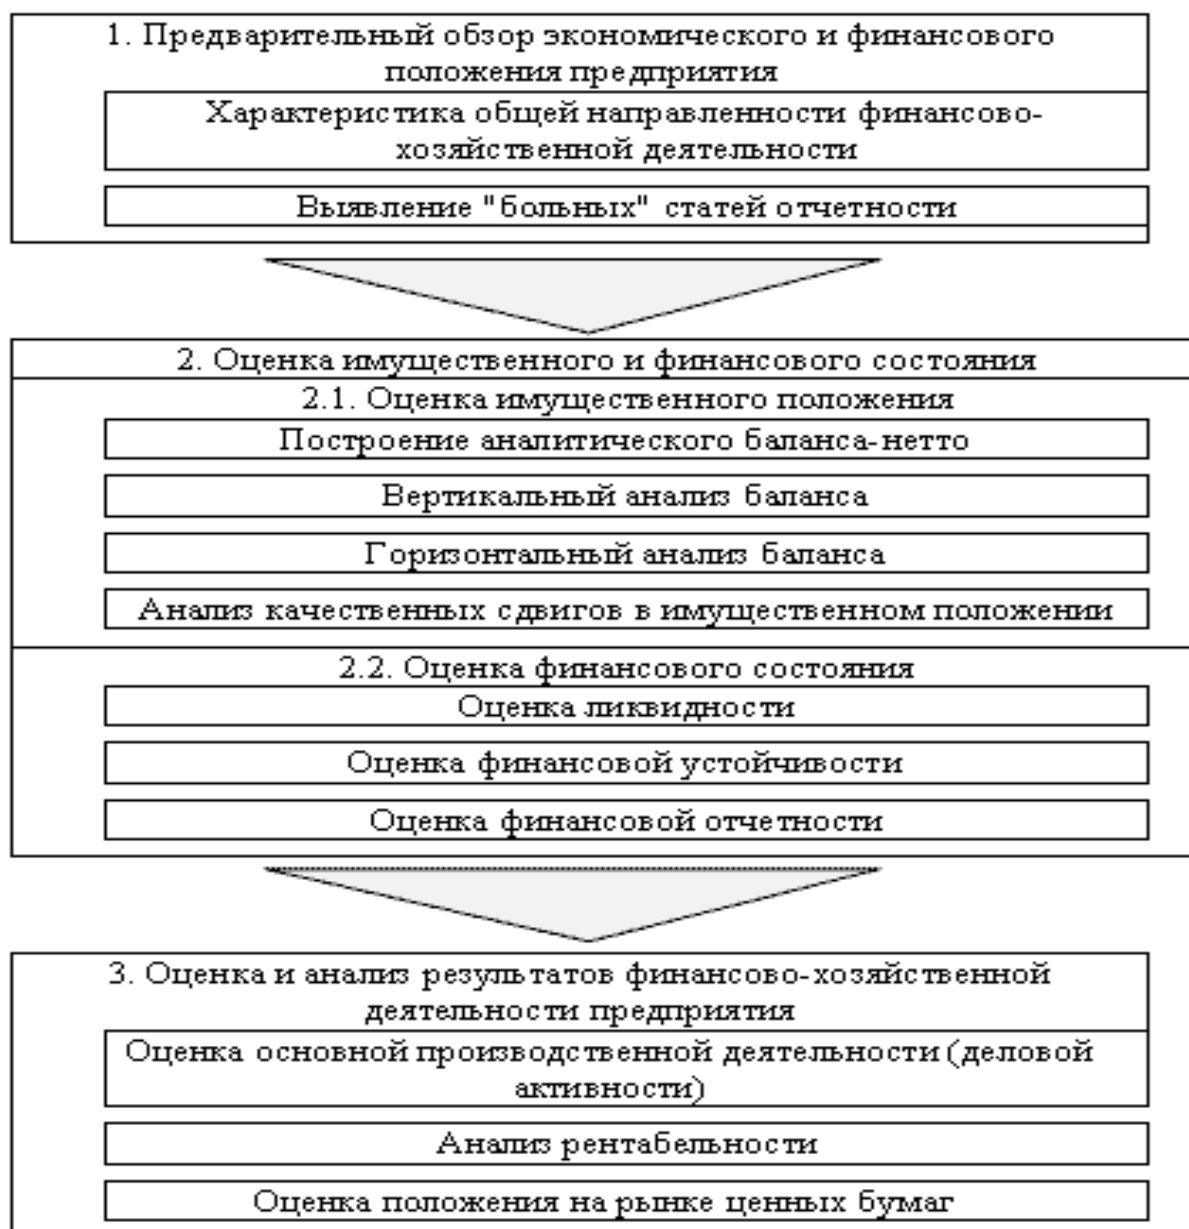 1. Предварительный обзор экономического и финансового
положения предприятия
Характеристика общей направленности финансово-
хозяйственной деятельности
Выявление "больных" статей отчетности
2. Оценка имущественного и финансового состояния
2.1. Оценка имущественного положения
Построение аналитического баланса-нетто
Вертикальный анализ баланса
Горизонтальный анализ баланса
Анализ качественных сдвигов в имущественном положении
2.2. Оценка финансового состояния
Оценка ликвидности
Оценка финансовой устойчивости
Оценка финансовой отчетности
3. Оценка и анализ результатов финансово-хозяйственной
деятельности предприятия
Оценка основной производственной деятельности (деловой
активности)
Анализ рентабельности
Оценка положения на рынке ценных бумаг